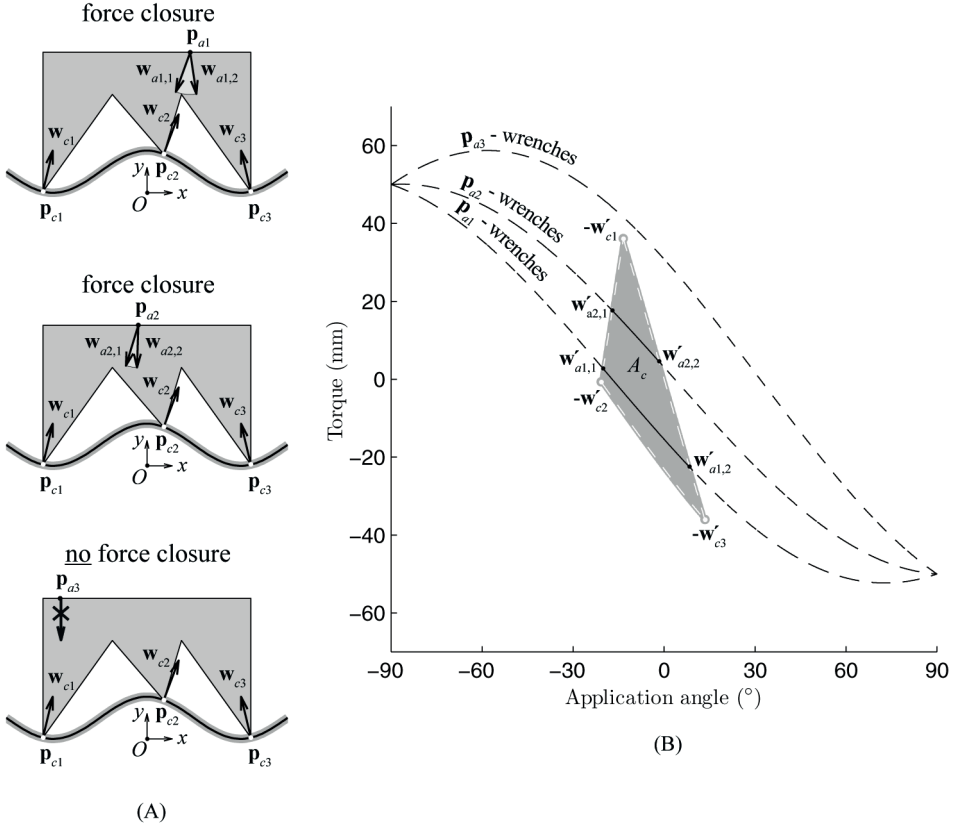 force closure
p_a1
w_a1,1 w_a1,2
w_c1 w_c2 w_c3
y p_c2
O x
p_c1 p_c3
force closure
p_a2
w_a2,1 w_a2,2
w_c1 w_c2 w_c3
y p_c2
O x
p_c1 p_c3
no force closure
p_a3
w_c1 w_c2 w_c3
y p_c2
O x
p_c1 p_c3
(A)
60
40
20
0
−20
−40
−60
Torque (mm)
p_a3 - wrenches
p_a2 - wrenches
p_a1 - wrenches
-w′_c1
w′_a2,1
w′_a1,1 A_c w′_a2,2
-w′_c2
w′_a1,2
-w′_c3
−90 −60 −30 0 30 60 90
Application angle (°)
(B)